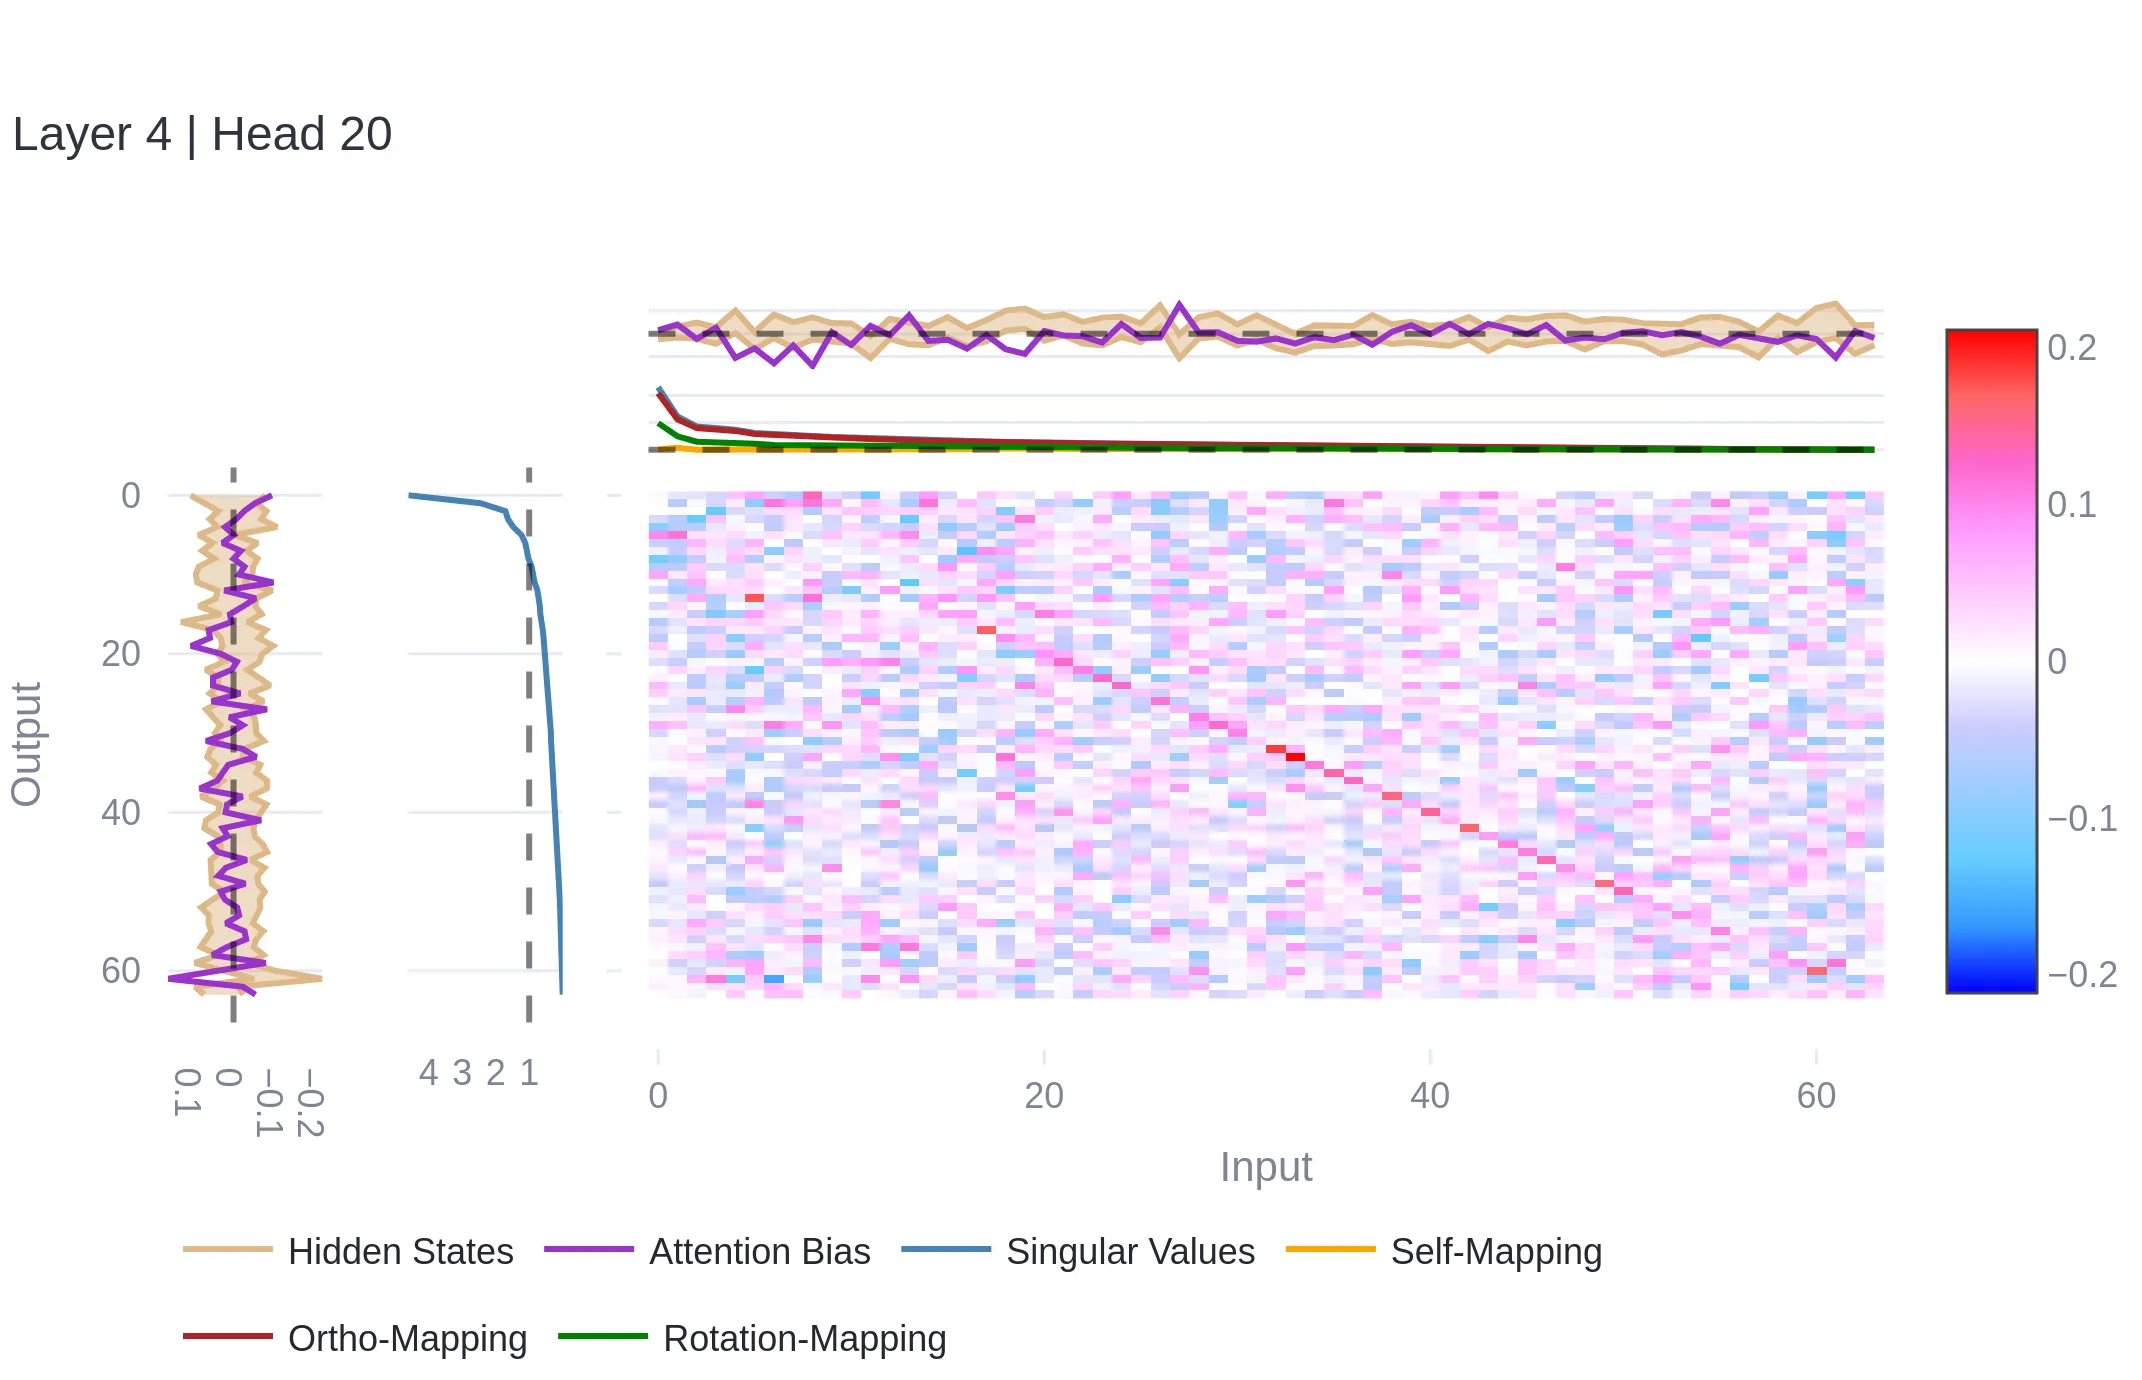 Layer 4 | Head 20
0.2
0.1
0
−0.1
−0.2
Output
0
20
40
60
0.1
0
−0.1
−0.2
4 3 2 1
0
20
40
60
Input
Hidden States
Attention Bias
Singular Values
Self-Mapping
Ortho-Mapping
Rotation-Mapping